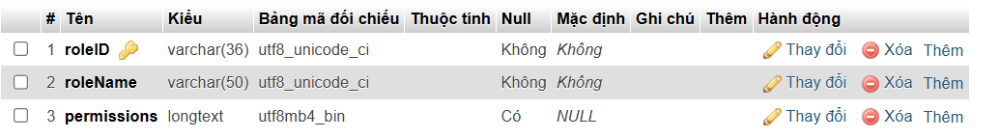 # Tên Kiểu Bảng mã đối chiếu Thuộc tính Null Mặc định Ghi chú Thêm Hành động
1 roleID varchar(36) utf8_unicode_ci Không Không Thay đổi Xóa Thêm
2 roleName varchar(50) utf8_unicode_ci Không Không Thay đổi Xóa Thêm
3 permissions longtext utf8mb4_bin Có NULL Thay đổi Xóa Thêm